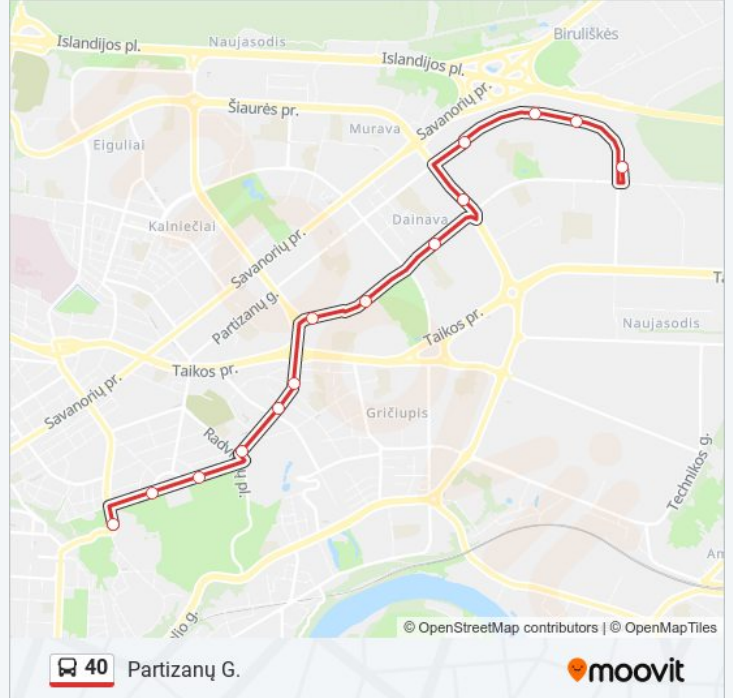 Islandijos pl.
Naujasodis
Biruliškės
Islandijos pl.
Šiaurės pr.
Savanorių pr.
Murava
Eiguliai
Kalniečiai
Dainava
Savanorių pr.
Partizanų g.
Taikos pr.
Naujasodis
Taikos pr.
Savanorių pr.
Gričiupis
Technikos g.
© OpenStreetMap contributors | © OpenMapTiles
40 Partizanų G.
moovit